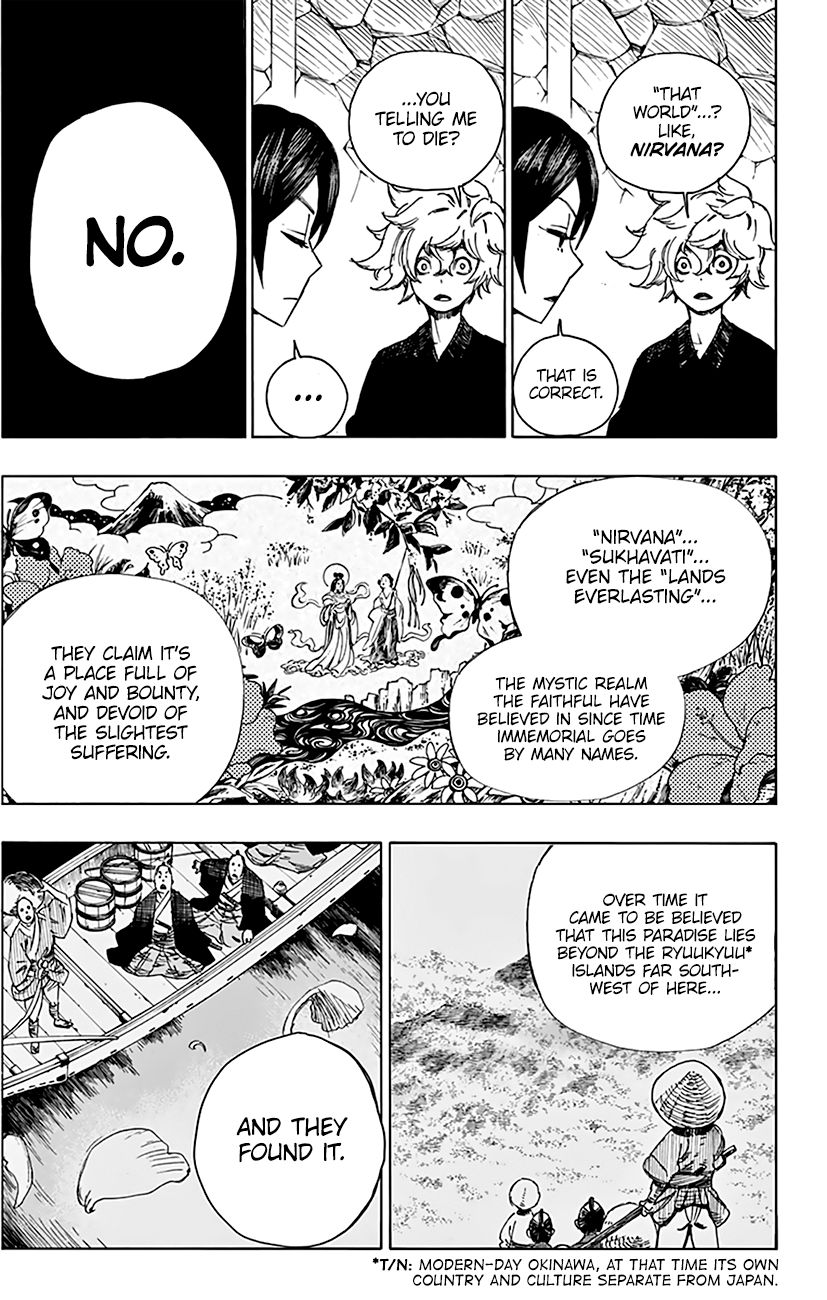 "THAT
WORLD"...?
LIKE,
NIRVANA?
THAT IS
CORRECT.
...YOU
TELLING ME
TO DIE?
...
NO.
"NIRVANA"...
"SUKHAVATI"...
EVEN THE "LANDS
EVERLASTING"...
THE MYSTIC REALM
THE FAITHFUL HAVE
BELIEVED IN SINCE TIME
IMMEMORIAL GOES
BY MANY NAMES.
THEY CLAIM IT'S
A PLACE FULL OF
JOY AND BOUNTY,
AND DEVOID OF
THE SLIGHTEST
SUFFERING.
OVER TIME IT
CAME TO BE BELIEVED
THAT THIS PARADISE LIES
BEYOND THE RYUUKYUU*
ISLANDS FAR SOUTH-
WEST OF HERE...
AND THEY
FOUND IT.
*T/N: MODERN-DAY OKINAWA, AT THAT TIME ITS OWN
COUNTRY AND CULTURE SEPARATE FROM JAPAN.